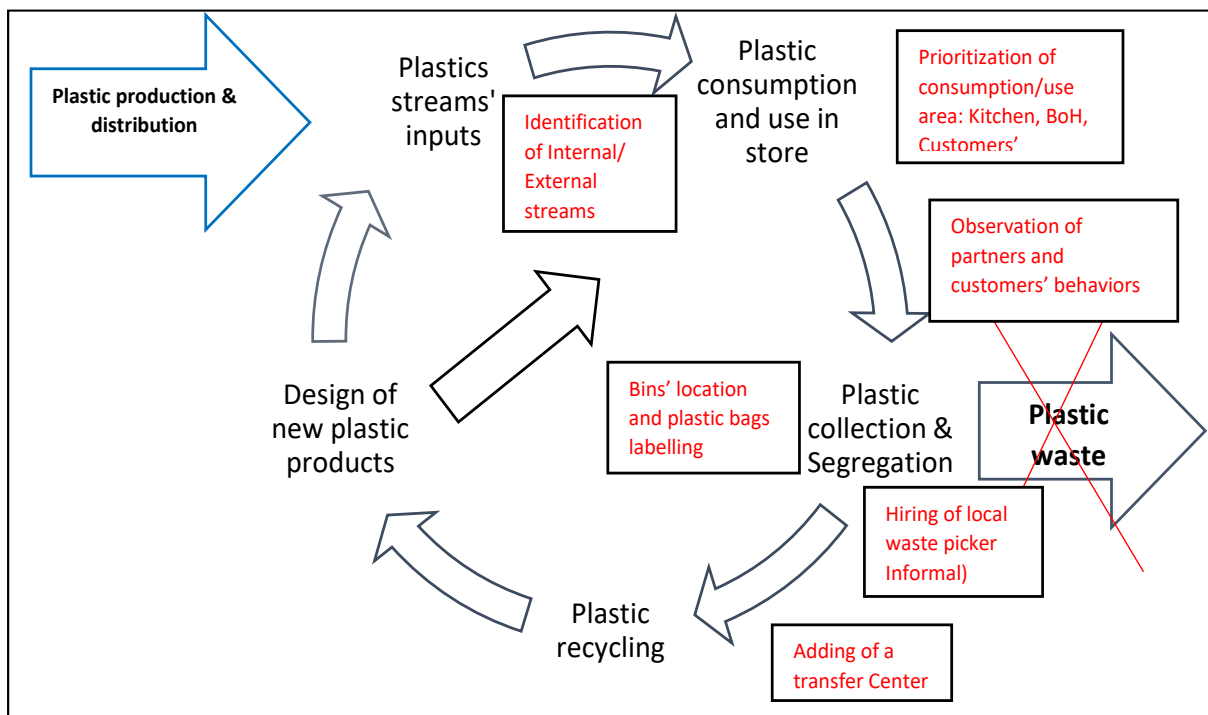 Plastic production &
distribution
Plastics
streams'
inputs
Identification
of Internal/
External
streams
Plastic
consumption
and use in
store
Prioritization of
consumption/use
area: Kitchen, BoH,
Customers’
Observation of
partners and
customers’ behaviors
Bins’ location
and plastic bags
labelling
Plastic
collection &
Segregation
Plastic
waste
Hiring of local
waste picker
Informal)
Design of
new plastic
products
Plastic
recycling
Adding of a
transfer Center